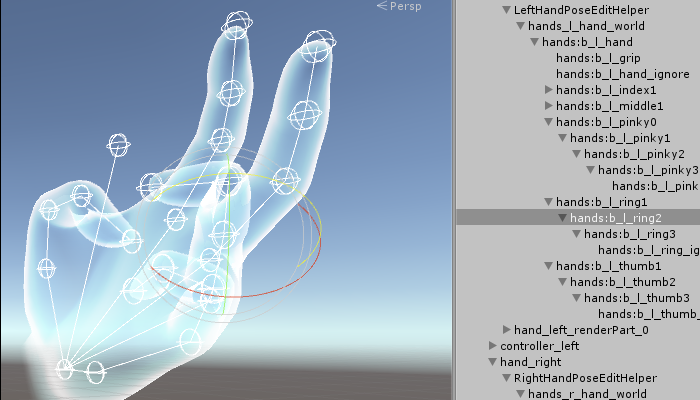 Persp
LeftHandPoseEditHelper
hands_l_hand_world
hands:b_l_hand
hands:b_l_grip
hands:b_l_hand_ignore
hands:b_l_index1
hands:b_l_middle1
hands:b_l_pinky0
hands:b_l_pinky1
hands:b_l_pinky2
hands:b_l_pinky3
hands:b_l_pink
hands:b_l_ring1
hands:b_l_ring2
hands:b_l_ring3
hands:b_l_ring_ig
hands:b_l_thumb1
hands:b_l_thumb2
hands:b_l_thumb3
hands:b_l_thumb_
hand_left_renderPart_0
controller_left
hand_right
RightHandPoseEditHelper
hands_r_hand_world